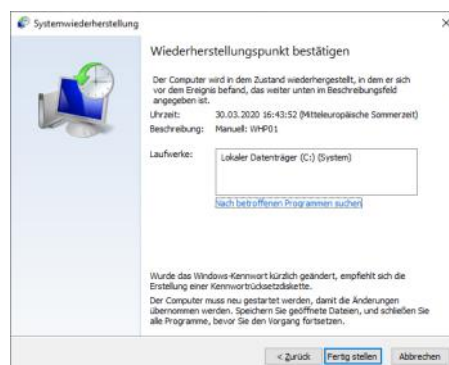 Systemwiederherstellung
Wiederherstellungspunkt bestätigen
Der Computer wird in dem Zustand wiederhergestellt, in dem er sich
vor dem Ereignis befand, das weiter unten im Beschreibungsfeld
angegeben ist.
Uhrzeit: 30.03.2020 16:43:52 (Mitteleuropäische Sommerzeit)
Beschreibung: Manuell: WHP01
Laufwerke: Lokaler Datenträger (C:) (System)
Nach betroffenen Programmen suchen
Wurde das Windows-Kennwort kürzlich geändert, empfiehlt sich die
Erstellung einer Kennwortrücksetzdiskette.
Der Computer muss neu gestartet werden, damit die Änderungen
übernommen werden. Speichern Sie geöffnete Dateien, und schließen Sie
alle Programme, bevor Sie den Vorgang fortsetzen.
< Zurück Fertig stellen Abbrechen